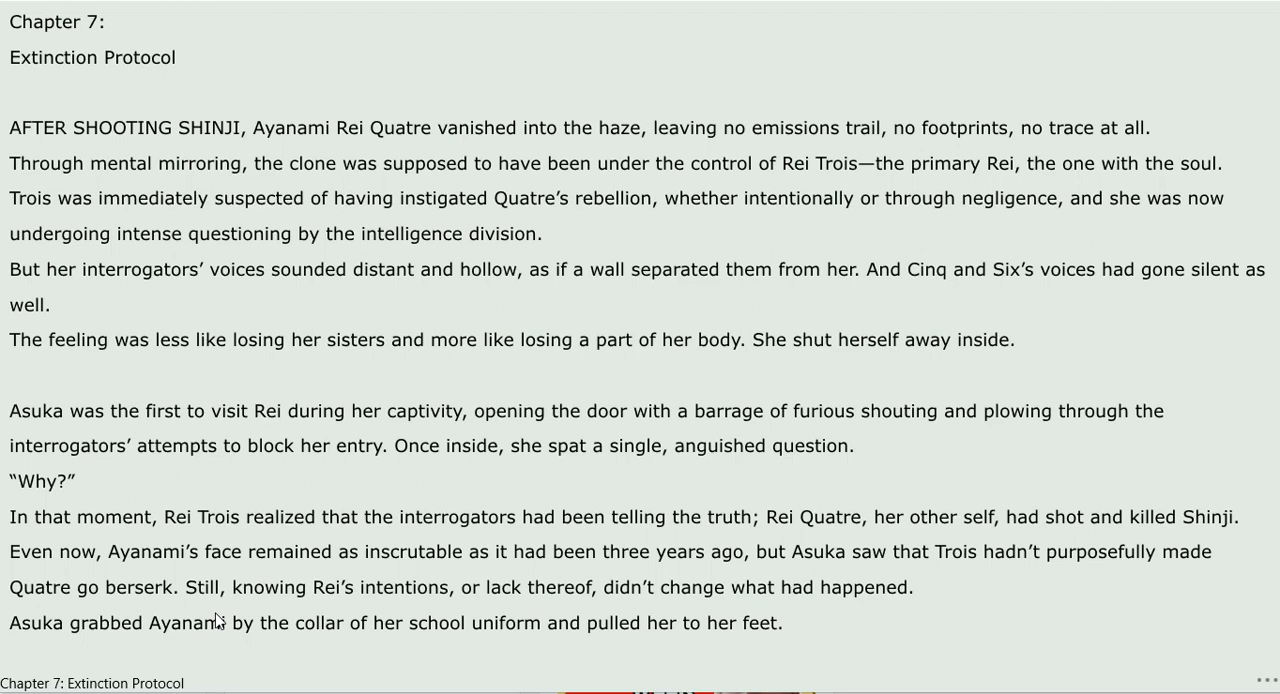 Chapter 7:
Extinction Protocol
AFTER SHOOTING SHINJI, Ayanami Rei Quatre vanished into the haze, leaving no emissions trail, no footprints, no trace at all.
Through mental mirroring, the clone was supposed to have been under the control of Rei Trois—the primary Rei, the one with the soul.
Trois was immediately suspected of having instigated Quatre’s rebellion, whether intentionally or through negligence, and she was now
undergoing intense questioning by the intelligence division.
But her interrogators’ voices sounded distant and hollow, as if a wall separated them from her. And Cinq and Six’s voices had gone silent as
well.
The feeling was less like losing her sisters and more like losing a part of her body. She shut herself away inside.
Asuka was the first to visit Rei during her captivity, opening the door with a barrage of furious shouting and plowing through the
interrogators’ attempts to block her entry. Once inside, she spat a single, anguished question.
“Why?”
In that moment, Rei Trois realized that the interrogators had been telling the truth; Rei Quatre, her other self, had shot and killed Shinji.
Even now, Ayanami’s face remained as inscrutable as it had been three years ago, but Asuka saw that Trois hadn’t purposefully made
Quatre go berserk. Still, knowing Rei’s intentions, or lack thereof, didn’t change what had happened.
Asuka grabbed Ayanami by the collar of her school uniform and pulled her to her feet.
Chapter 7: Extinction Protocol